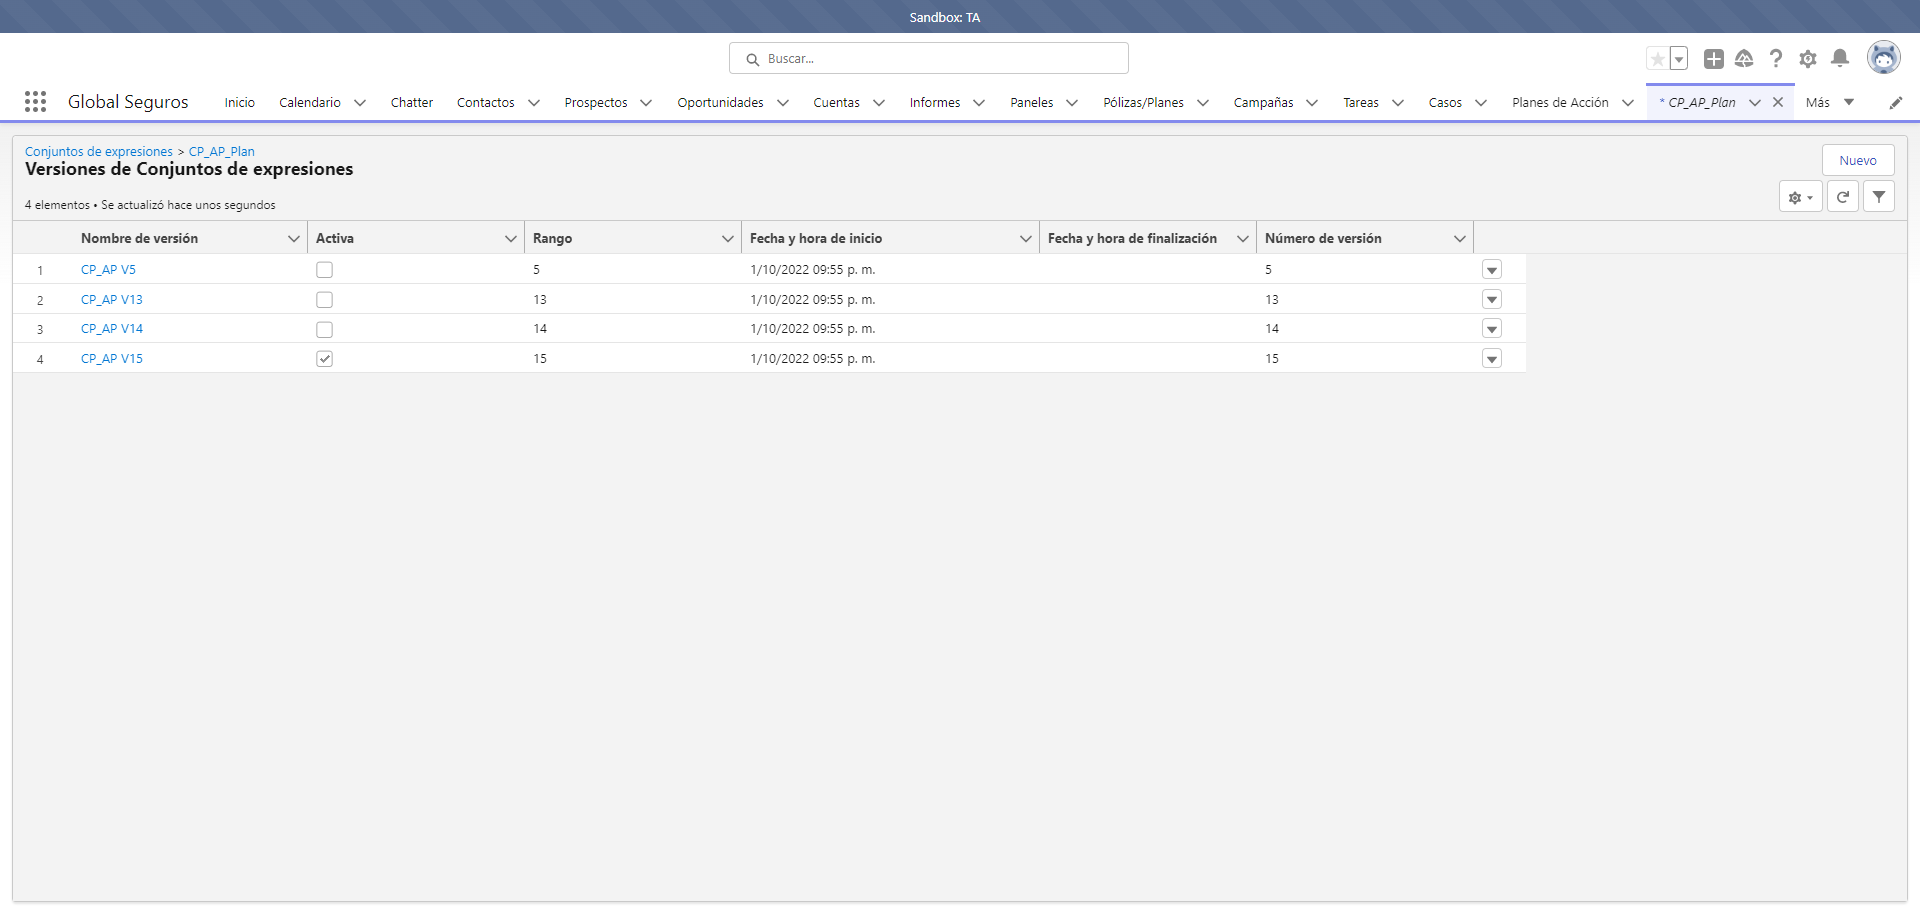 Sandbox: TA
Buscar...
Global Seguros Inicio Calendario Chatter Contactos Prospectos Oportunidades Cuentas Informes Paneles Pólizas/Planes Campañas Tareas Casos Planes de Acción * CP_AP_Plan Más
Conjuntos de expresiones > CP_AP_Plan
Versiones de Conjuntos de expresiones
Nuevo
4 elementos • Se actualizó hace unos segundos
Nombre de versión Activa Rango Fecha y hora de inicio Fecha y hora de finalización Número de versión
1 CP_AP V5 5 1/10/2022 09:55 p. m. 5
2 CP_AP V13 13 1/10/2022 09:55 p. m. 13
3 CP_AP V14 14 1/10/2022 09:55 p. m. 14
4 CP_AP V15 15 1/10/2022 09:55 p. m. 15